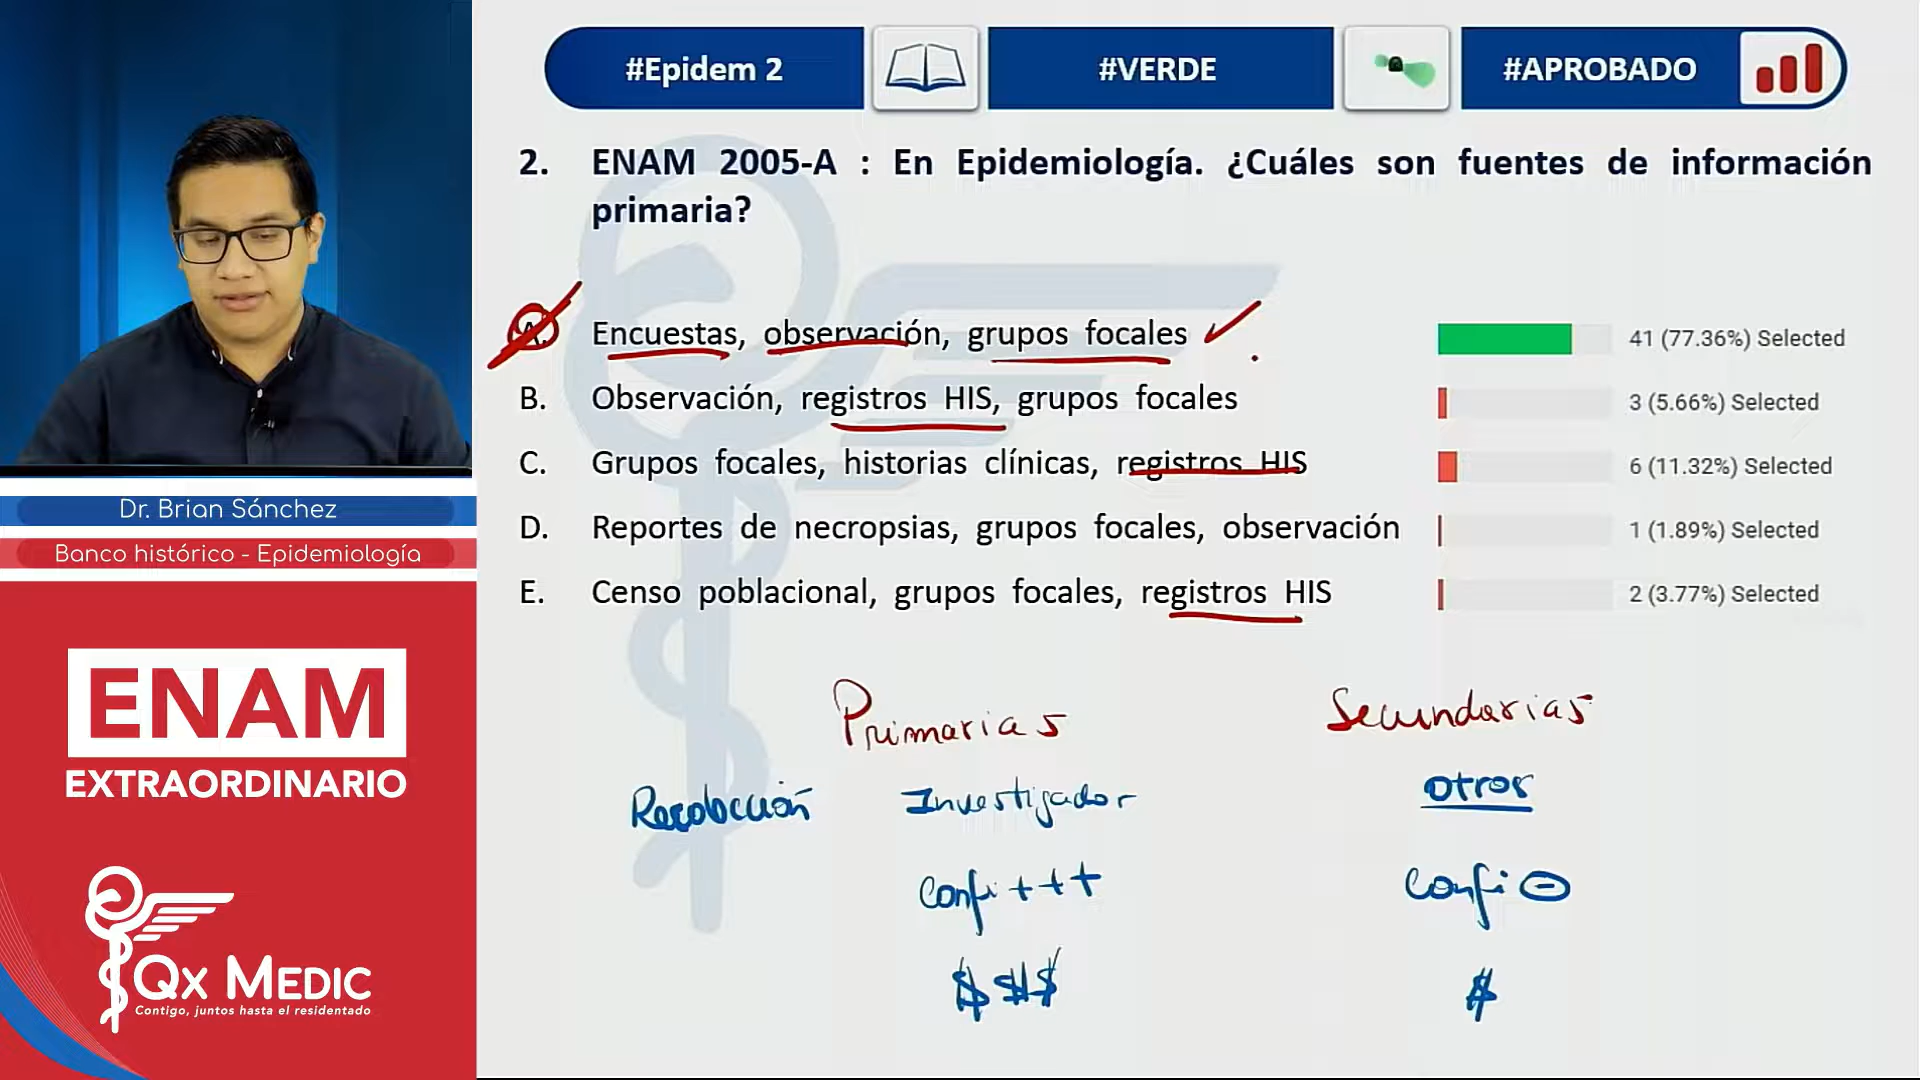 #Epidem 2
#VERDE
#APROBADO
2. ENAM 2005-A : En Epidemiología. ¿Cuáles son fuentes de información
primaria?
A. Encuestas, observación, grupos focales
41 (77.36%) Selected
B. Observación, registros HIS, grupos focales
3 (5.66%) Selected
C. Grupos focales, historias clínicas, registros HIS
6 (11.32%) Selected
D. Reportes de necropsias, grupos focales, observación
1 (1.89%) Selected
E. Censo poblacional, grupos focales, registros HIS
2 (3.77%) Selected
Primarias
Secundarias
Recolección Investigador
otros
Confi +++
Confi -
$ $ $
$
Dr. Brian Sánchez
Banco histórico - Epidemiología
ENAM
EXTRAORDINARIO
QX MEDIC
Contigo, juntos hasta el residentado